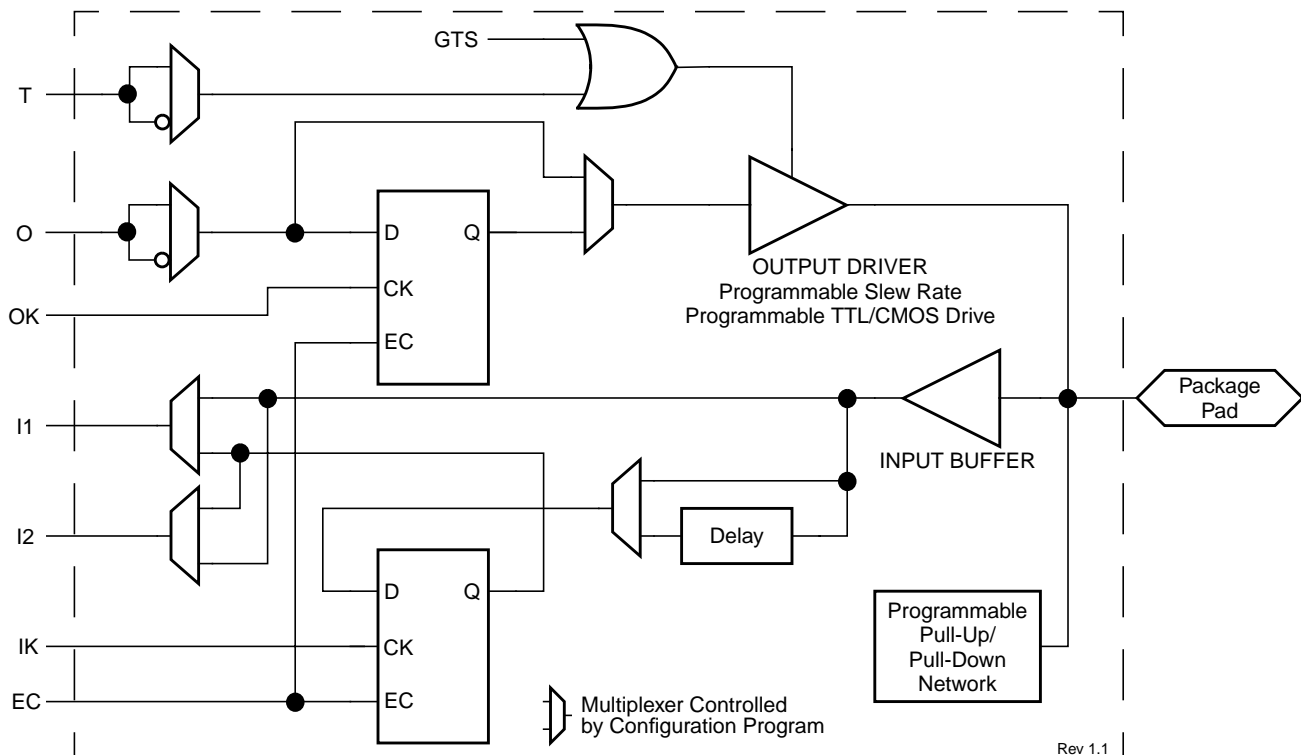 GTS
T
O
D
Q
CK
EC
OK
OUTPUT DRIVER
Programmable Slew Rate
Programmable TTL/CMOS Drive
Package
Pad
I1
INPUT BUFFER
I2
Delay
D
Q
CK
EC
IK
EC
Programmable
Pull-Up/
Pull-Down
Network
Multiplexer Controlled
by Configuration Program
Rev 1.1